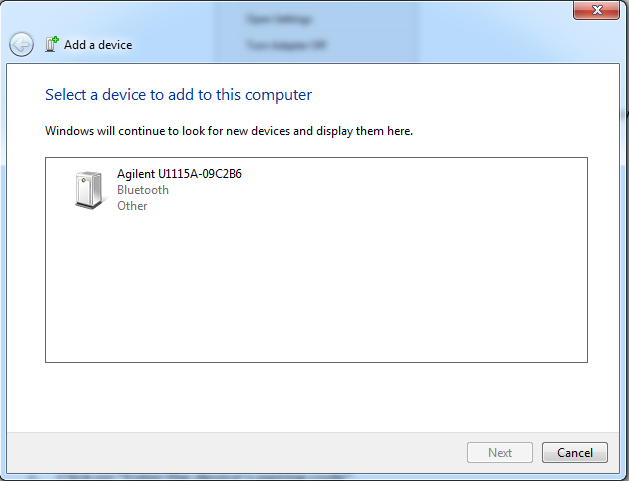 Open Settings
Turn Adapter Off
Add a device
Select a device to add to this computer
Windows will continue to look for new devices and display them here.
Agilent U1115A-09C2B6
Bluetooth
Other
Next
Cancel